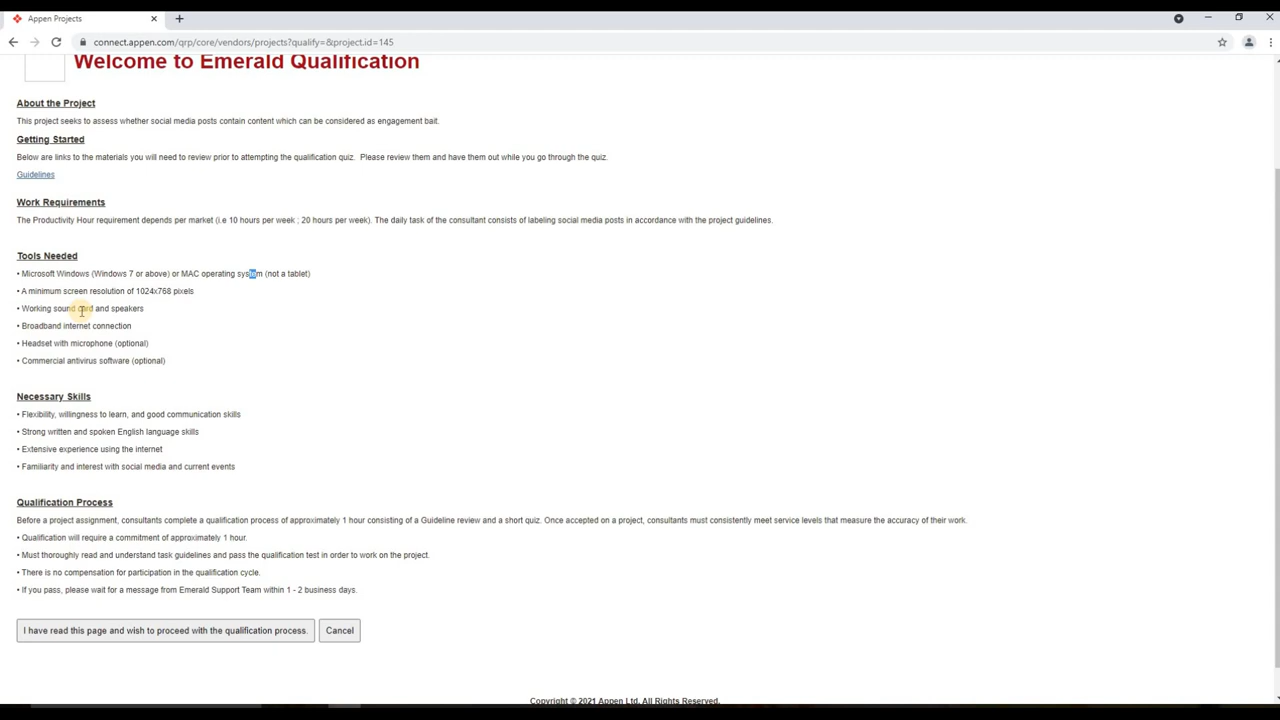 Appen Projects
connect.appen.com/qrp/core/vendors/projects?qualify=&project.id=145
Welcome to Emerald Qualification
About the Project
This project seeks to assess whether social media posts contain content which can be considered as engagement bait.
Getting Started
Below are links to the materials you will need to review prior to attempting the qualification quiz.  Please review them and have them out while you go through the quiz.
Guidelines
Work Requirements
The Productivity Hour requirement depends per market (i.e 10 hours per week ; 20 hours per week). The daily task of the consultant consists of labeling social media posts in accordance with the project guidelines.
Tools Needed
• Microsoft Windows (Windows 7 or above) or MAC operating system (not a tablet)
• A minimum screen resolution of 1024x768 pixels
• Working sound card and speakers
• Broadband internet connection
• Headset with microphone (optional)
• Commercial antivirus software (optional)
Necessary Skills
• Flexibility, willingness to learn, and good communication skills
• Strong written and spoken English language skills
• Extensive experience using the internet
• Familiarity and interest with social media and current events
Qualification Process
Before a project assignment, consultants complete a qualification process of approximately 1 hour consisting of a Guideline review and a short quiz. Once accepted on a project, consultants must consistently meet service levels that measure the accuracy of their work.
• Qualification will require a commitment of approximately 1 hour.
• Must thoroughly read and understand task guidelines and pass the qualification test in order to work on the project.
• There is no compensation for participation in the qualification cycle.
• If you pass, please wait for a message from Emerald Support Team within 1 - 2 business days.
I have read this page and wish to proceed with the qualification process. Cancel
Copyright © 2021 Appen Ltd. All Rights Reserved.